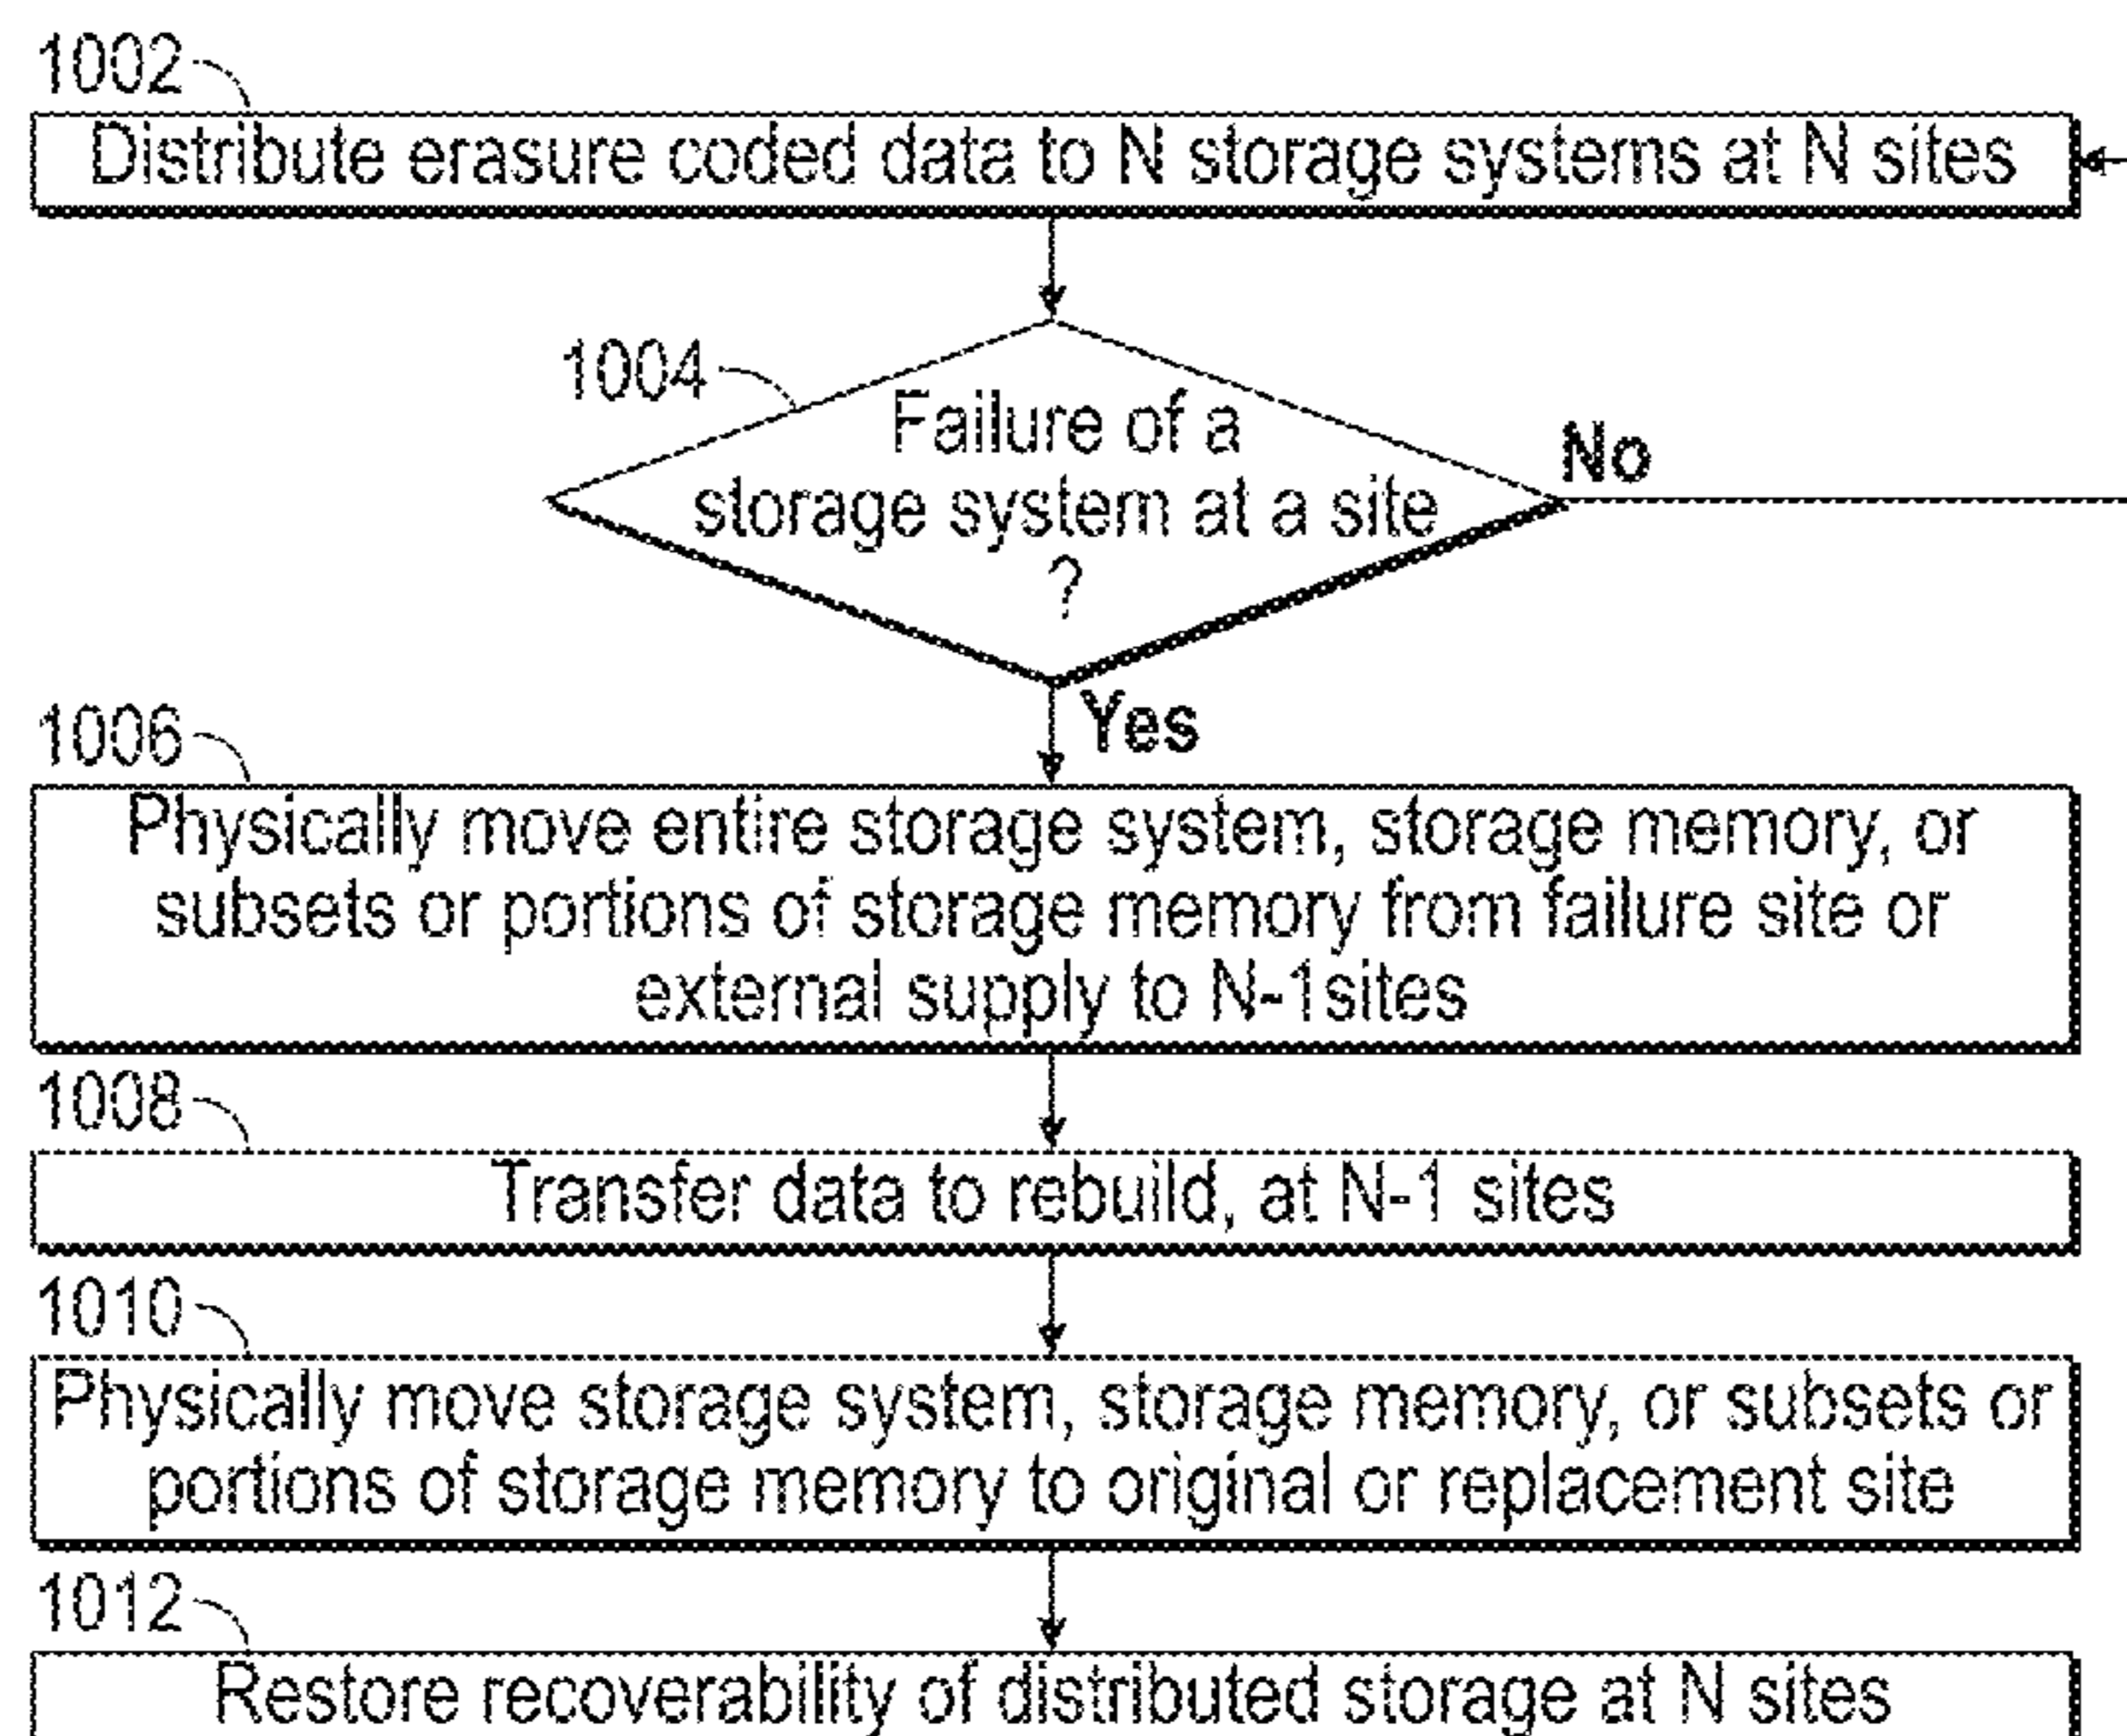 1002
Distribute erasure coded data to N storage systems at N sites
1004
Failure of a
storage system at a site
?
No
Yes
1006
Physically move entire storage system, storage memory, or
subsets or portions of storage memory from failure site or
external supply to N-1sites
1008
Transfer data to rebuild, at N-1 sites
1010
Physically move storage system, storage memory, or subsets or
portions of storage memory to original or replacement site
1012
Restore recoverability of distributed storage at N sites